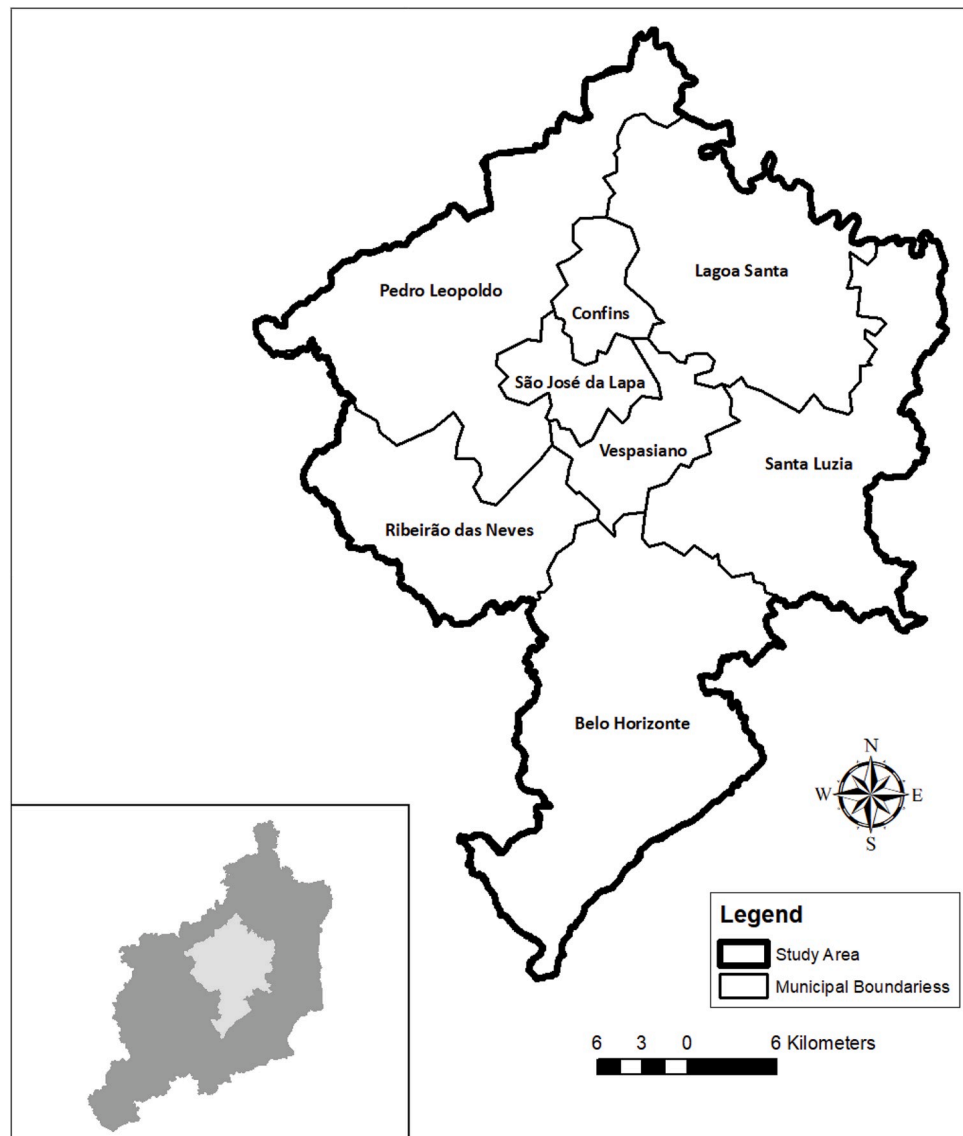 Lagoa Santa
Pedro Leopoldo
Confins
São José da Lapa
Vespasiano
Santa Luzia
Ribeirão das Neves
Belo Horizonte
N
W E
S
Legend
Study Area
Municipal Boundariess
6 3 0 6 Kilometers